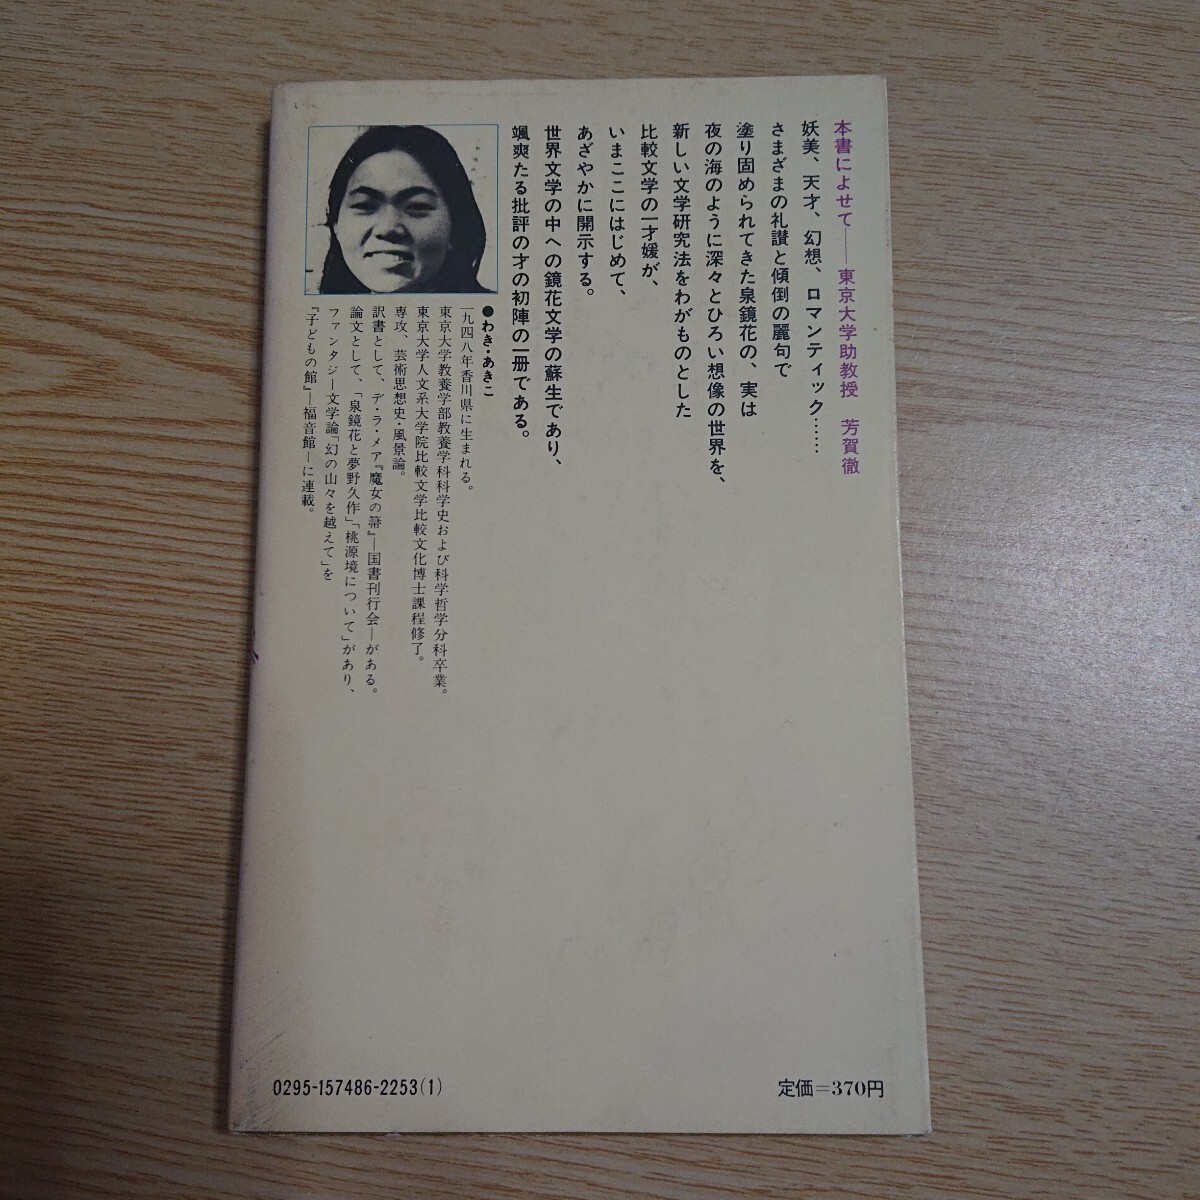 本書によせて――東京大学助教授　芳賀徹
妖美、天才、幻想、ロマンティック……
さまざまの礼讃と傾倒の麗句で
塗り固められてきた泉鏡花の、実は
夜の海のように深々とひろい想像の世界を、
新しい文学研究法をわがものとした
比較文学の一才媛が、
いまここにはじめて、
あざやかに開示する。
世界文学の中への鏡花文学の蘇生であり、
颯爽たる批評の才の初陣の一冊である。
●わき・あきこ
一九四八年香川県に生まれる。
東京大学教養学部教養学科科学史および科学哲学分科卒業。
東京大学人文系大学院比較文学比較文化博士課程修了。
専攻、芸術思想史・風景論。
訳書として、デ・ラ・メア『魔女の箒』―国書刊行会―がある。
論文として、「泉鏡花と夢野久作」「桃源境について」があり、
ファンタジー文学論「幻の山々を越えて」を
『子どもの館』―福音館―に連載。
0295-157486-2253(1)
定価=370円